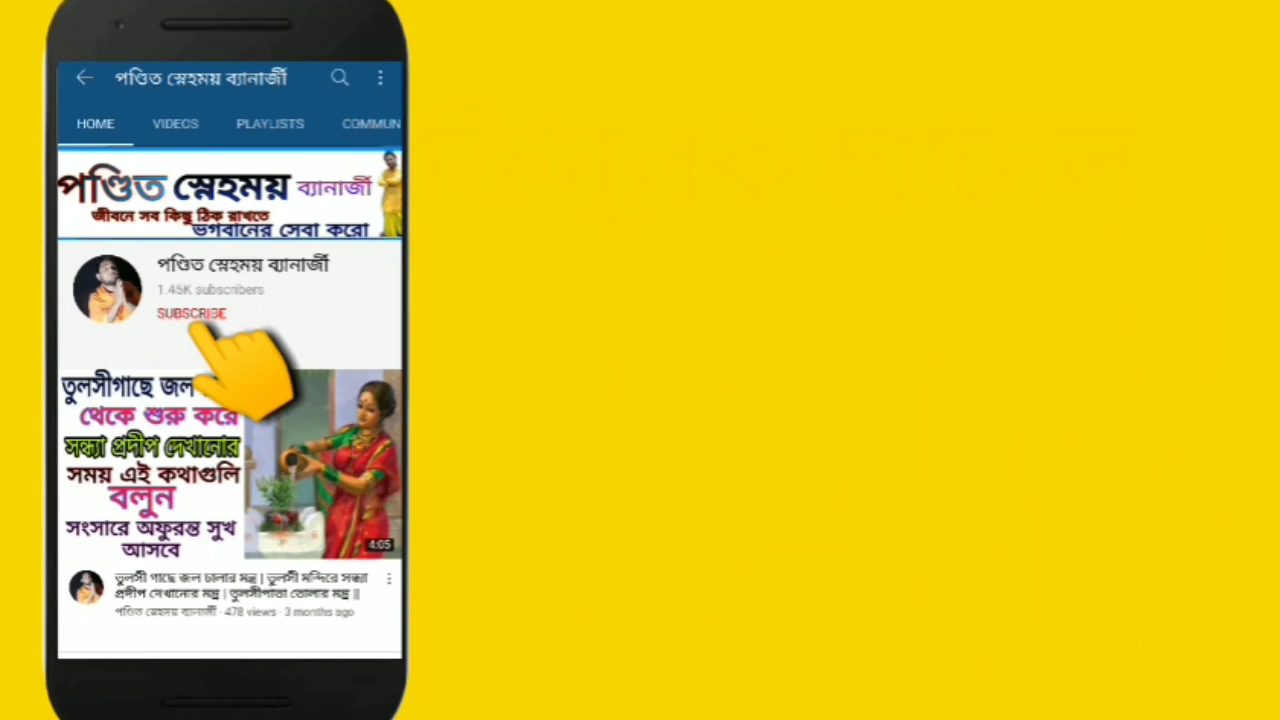 পণ্ডিত স্নেহময় ব্যানার্জী
HOME VIDEOS PLAYLISTS COMMUN
পণ্ডিত স্নেহময় ব্যানার্জী
জীবনে সব কিছু ঠিক রাখতে
ভগবানের সেবা করো
পণ্ডিত স্নেহময় ব্যানার্জী
1.45K subscribers
SUBSCRIBE
তুলসীগাছে জল
থেকে শুরু করে
সন্ধ্যা প্রদীপ দেখানোর
সময় এই কথাগুলি
বলুন
সংসারে অফুরন্ত সুখ
আসবে
4:05
তুলসী গাছে জল ঢালার মন্ত্র | তুলসী মন্দিরে সন্ধ্যা
প্রদীপ দেখানোর মন্ত্র | তুলসীপাতা তোলার মন্ত্র ||
পণ্ডিত স্নেহময় ব্যানার্জী · 478 views · 3 months ago